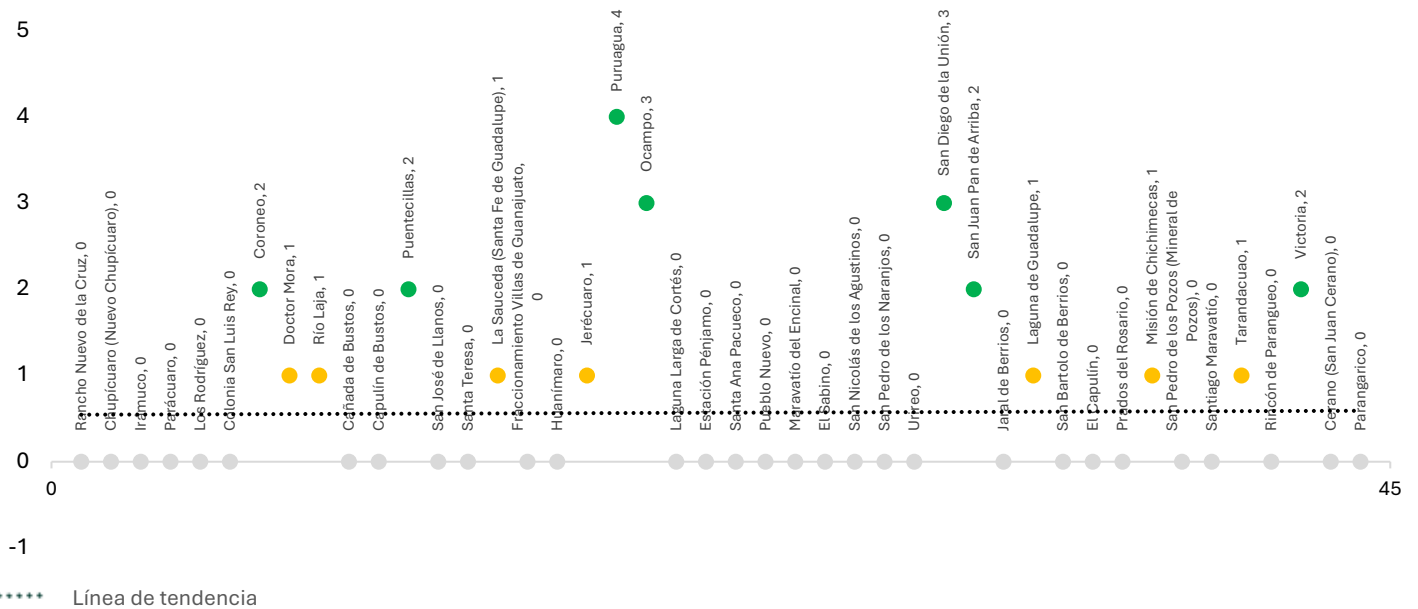 5
4
3
2
1
0
-1
0
45
Rancho Nuevo de la Cruz, 0
Chupícuaro (Nuevo Chupícuaro), 0
Iramuco, 0
Parácuaro, 0
Los Rodríguez, 0
Colonia San Luis Rey, 0
Coroneo, 2
Doctor Mora, 1
Río Laja, 1
Cañada de Bustos, 0
Capulín de Bustos, 0
Puentecillas, 2
San José de Llanos, 0
Santa Teresa, 0
La Sauceda (Santa Fe de Guadalupe), 1
Fraccionamiento Villas de Guanajuato,
0
Huanímaro, 0
Jerécuaro, 1
Puruagua, 4
Ocampo, 3
Laguna Larga de Cortés, 0
Estación Pénjamo, 0
Santa Ana Pacueco, 0
Pueblo Nuevo, 0
Maravatío del Encinal, 0
El Sabino, 0
San Nicolás de los Agustinos, 0
San Pedro de los Naranjos, 0
Urireo, 0
San Diego de la Unión, 3
San Juan Pan de Arriba, 2
Jaral de Berrios, 0
Laguna de Guadalupe, 1
San Bartolo de Berrios, 0
El Capulín, 0
Prados del Rosario, 0
Misión de Chichimecas, 1
San Pedro de los Pozos (Mineral de
Pozos), 0
Santiago Maravatío, 0
Tarandacuao, 1
Rincón de Parangueo, 0
Victoria, 2
Cerano (San Juan Cerano), 0
Parangarico, 0
Línea de tendencia